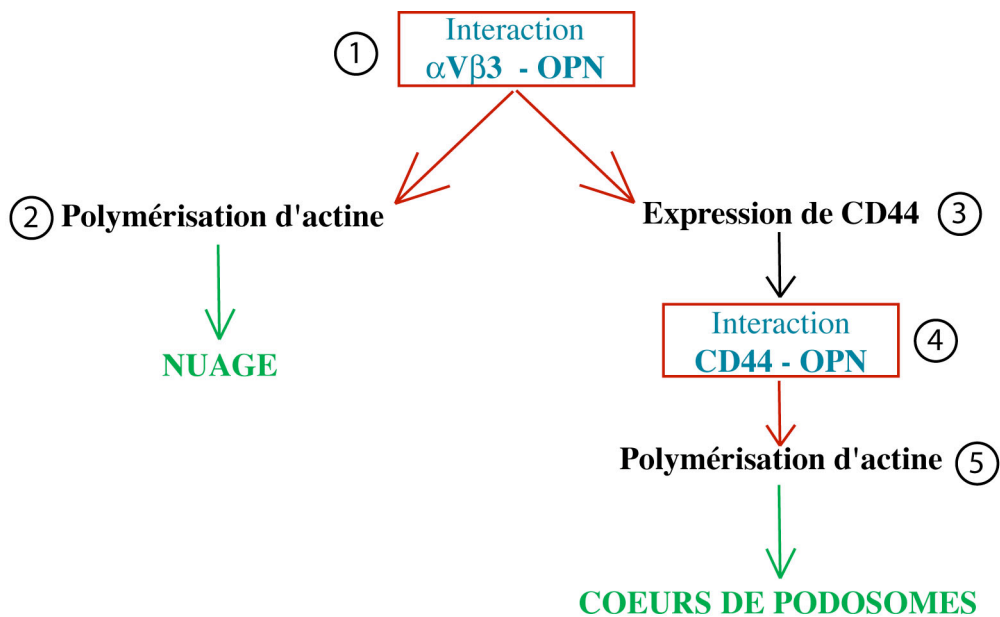 1
Interaction
αVβ3 - OPN
2 Polymérisation d'actine
Expression de CD44 3
NUAGE
Interaction
CD44 - OPN
4
Polymérisation d'actine 5
COEURS DE PODOSOMES